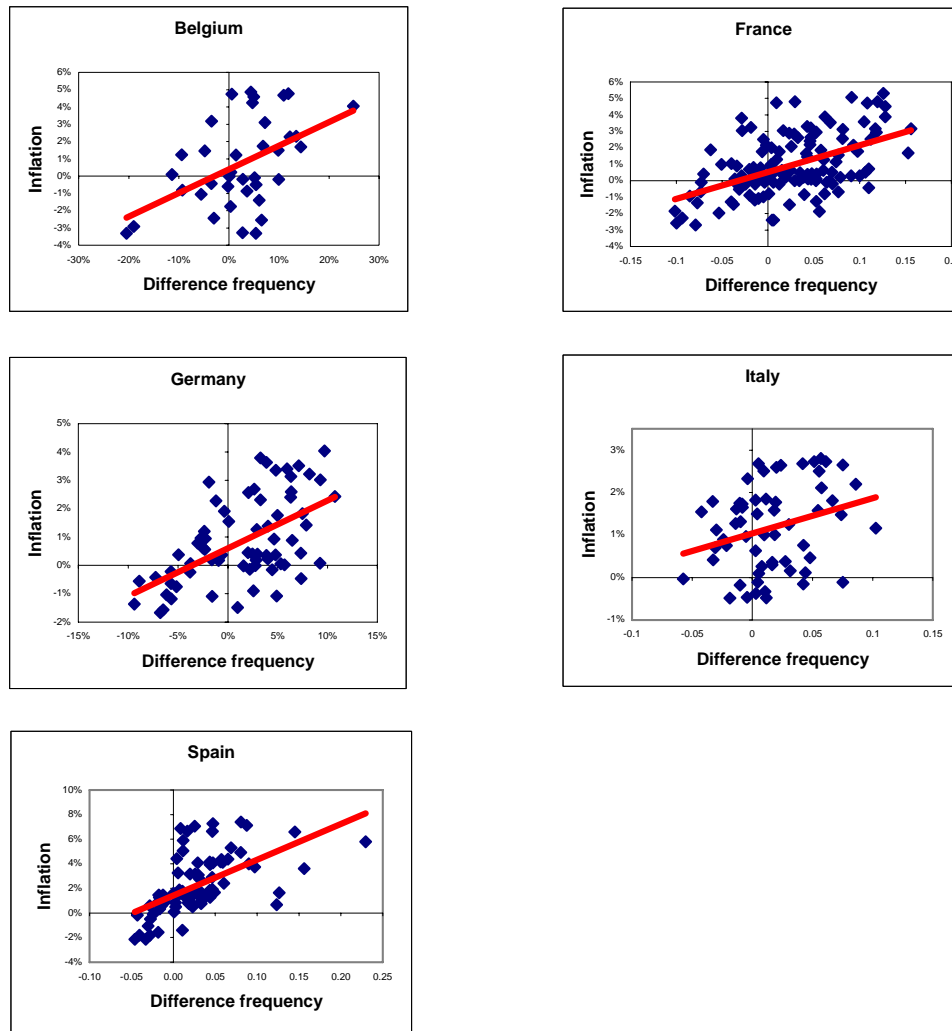 Belgium
6%
5%
4%
3%
2%
1%
0%
-1%
-2%
-3%
-4%
-30% -20% -10% 0% 10% 20% 30%
Inflation
Difference frequency
France
6%
5%
4%
3%
2%
1%
0%
-1%
-2%
-3%
-4%
-0.15 -0.1 -0.05 0 0.05 0.1 0.15
Inflation
Difference frequency
Germany
5%
4%
3%
2%
1%
0%
-1%
-2%
-15% -10% -5% 0% 5% 10% 15%
Inflation
Difference frequency
Italy
3%
2%
1%
0%
-1%
-0.1 -0.05 0 0.05 0.1 0.15
Inflation
Difference frequency
Spain
10%
8%
6%
4%
2%
0%
-2%
-4%
-0.10 -0.05 0.00 0.05 0.10 0.15 0.20 0.25
Inflation
Difference frequency